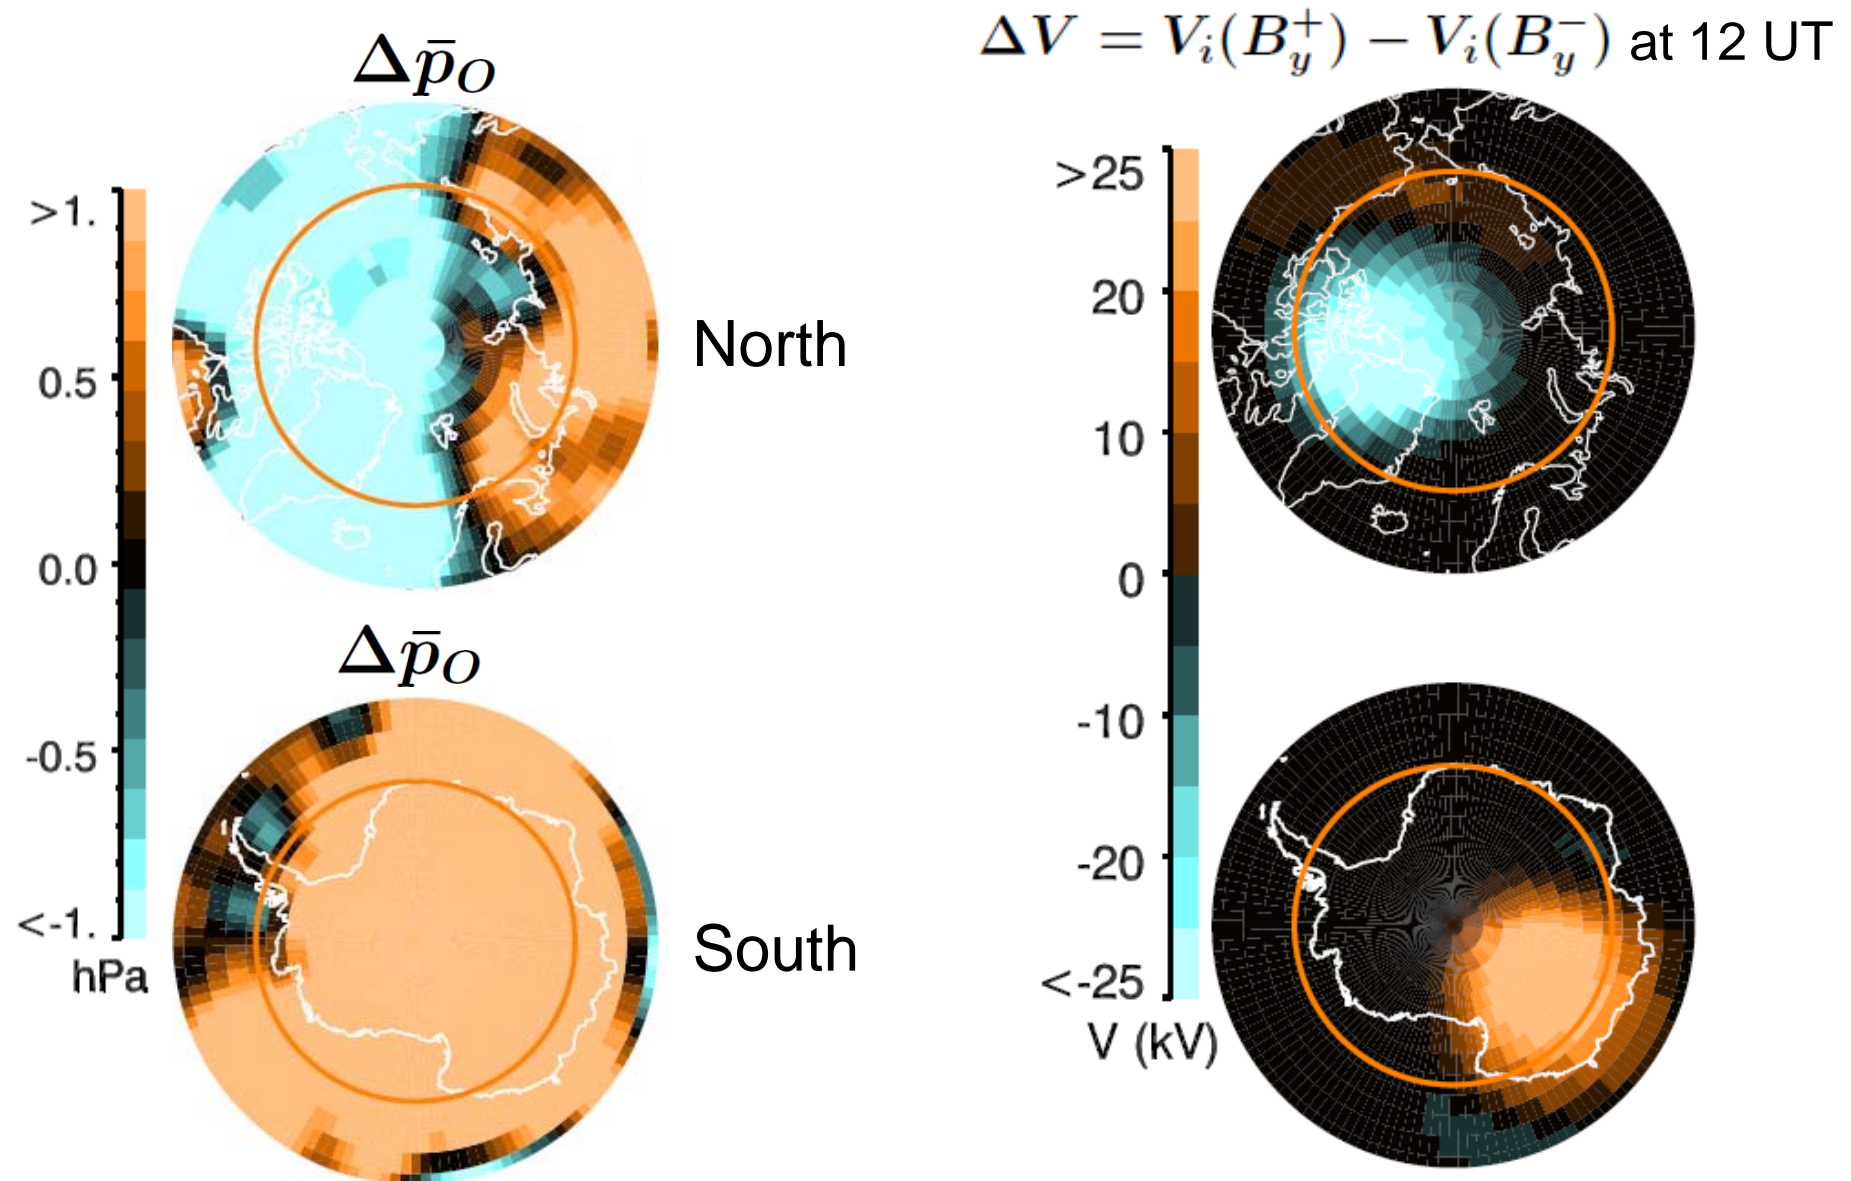 Δp̄_O
ΔV = V_i(B_y^+) − V_i(B_y^-) at 12 UT
>1.
0.5
0.0
-0.5
<-1.
hPa
North
>25
20
10
0
-10
-20
<-25
V (kV)
Δp̄_O
South